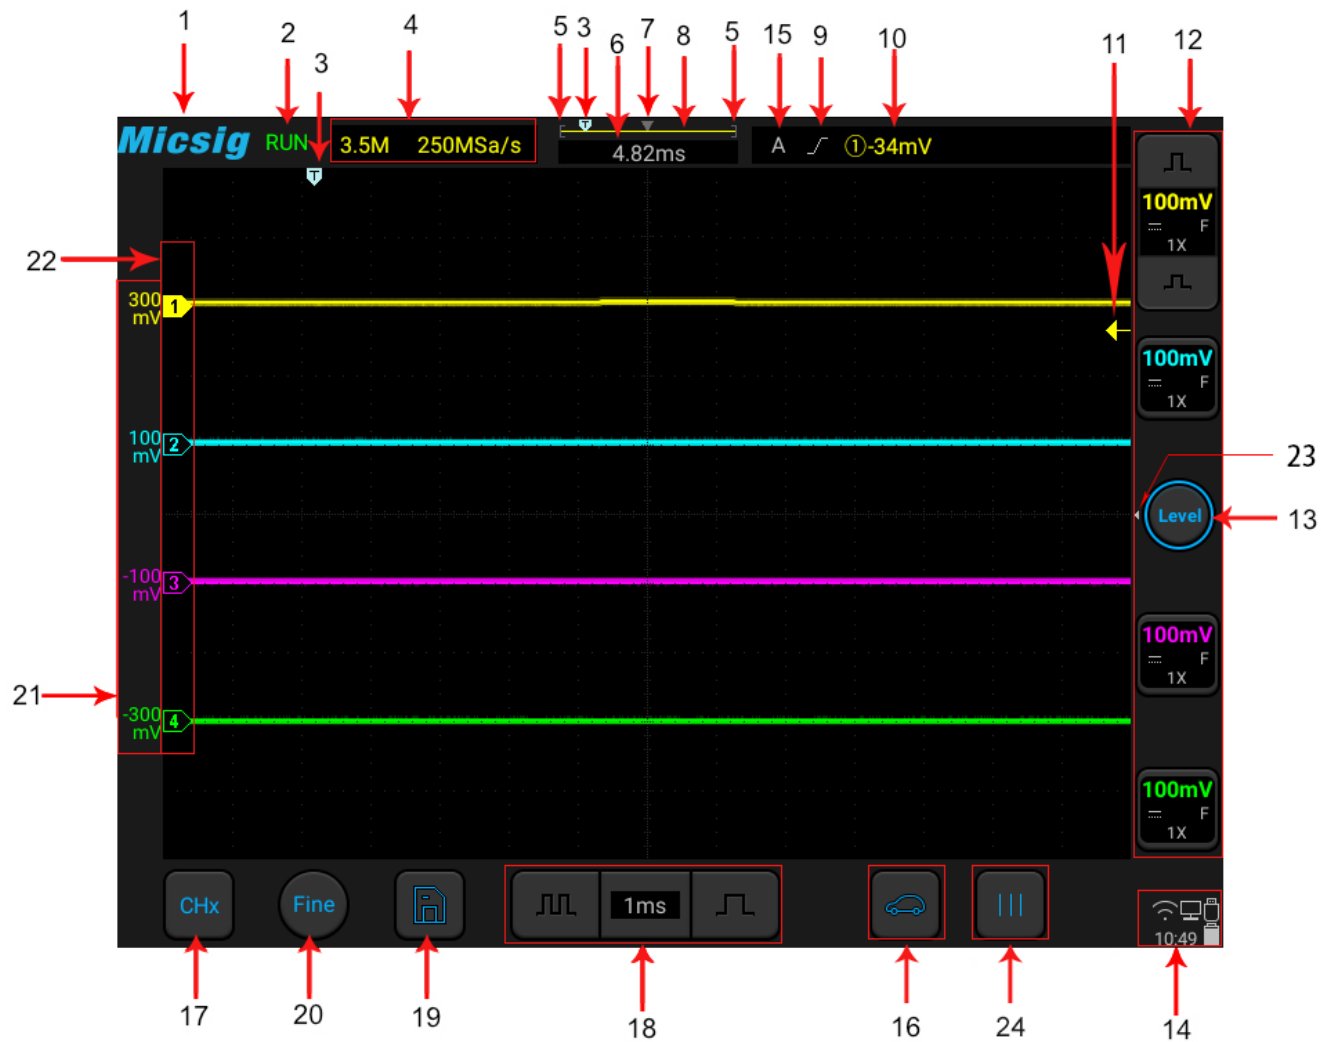 1
2
3
4
5
3
6
7
8
5
15
9
10
11
12
Micsig
RUN
3.5M 250MSa/s
T
4.82ms
A
①-34mV
T
100mV
F
1X
22
300
mV
1
100mV
F
1X
100
mV
2
23
Level
13
-100
mV
3
100mV
F
1X
21
-300
mV
4
100mV
F
1X
CHx
Fine
1ms
10:49
17
20
19
18
16
24
14